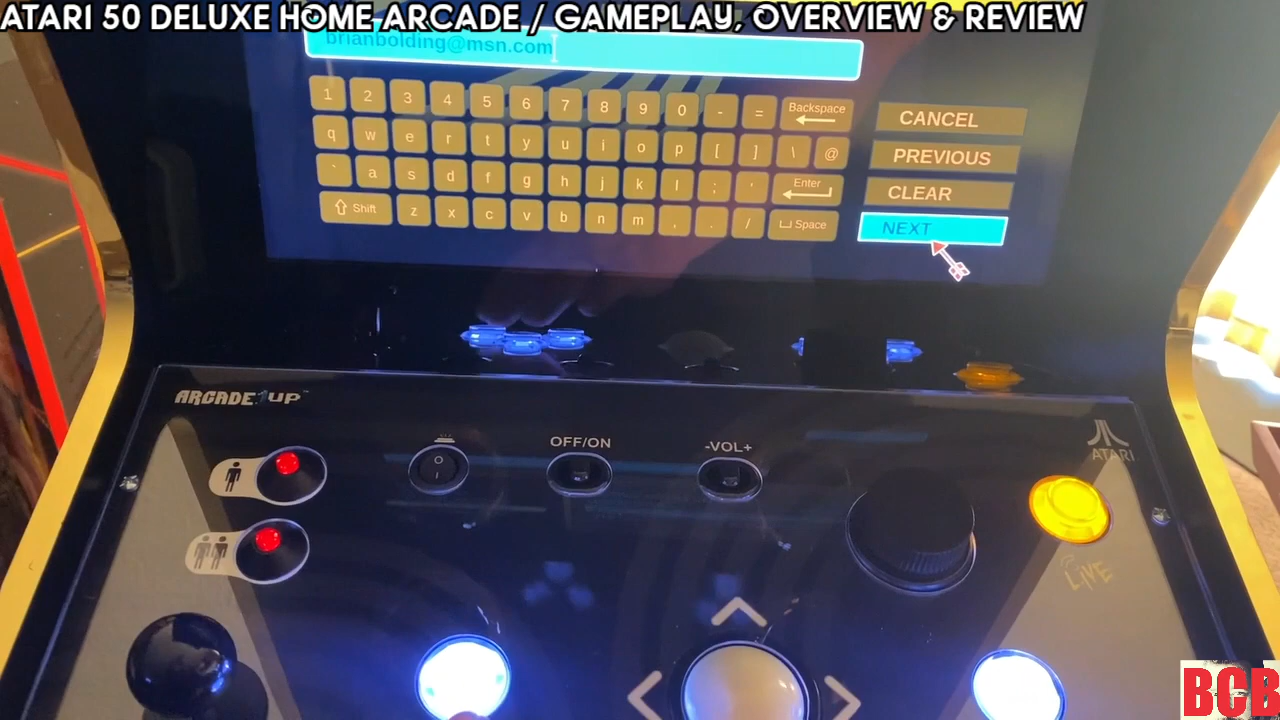 ATARI 50 DELUXE HOME ARCADE / GAMEPLAY, OVERVIEW & REVIEW
brianbolding@msn.com
1 2 3 4 5 6 7 8 9 0 - = Backspace
q w e r t y u i o p [ ] \ @
` a s d f g h j k l ; ' Enter
Shift z x c v b n m , . / Space
CANCEL
PREVIOUS
CLEAR
NEXT
ARCADE1UP™
OFF/ON
-VOL+
ATARI
LIVE
BCB